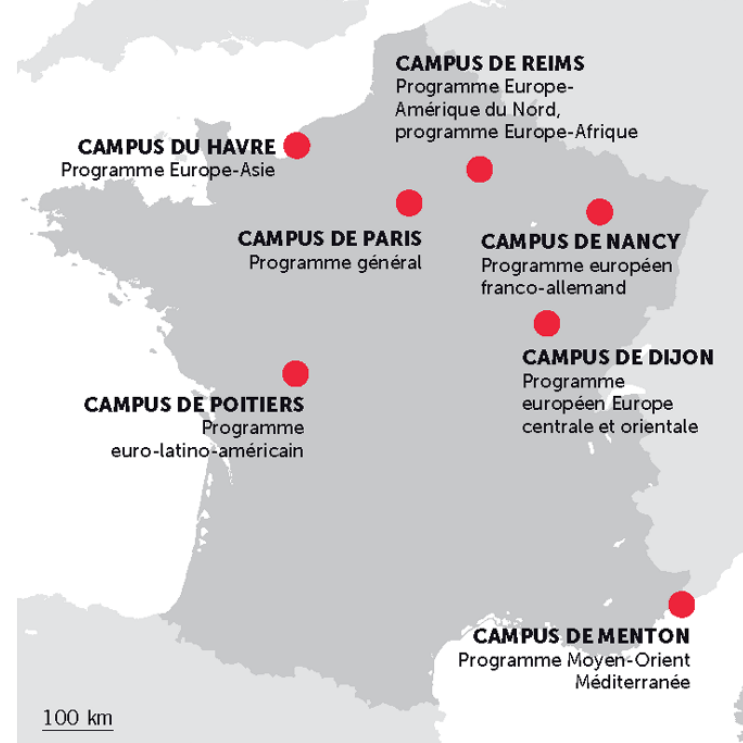 CAMPUS DE REIMS
Programme Europe-
Amérique du Nord,
programme Europe-Afrique
CAMPUS DU HAVRE
Programme Europe-Asie
CAMPUS DE PARIS
Programme général
CAMPUS DE NANCY
Programme européen
franco-allemand
CAMPUS DE DIJON
Programme
européen Europe
centrale et orientale
CAMPUS DE POITIERS
Programme
euro-latino-américain
CAMPUS DE MENTON
Programme Moyen-Orient
Méditerranée
100 km